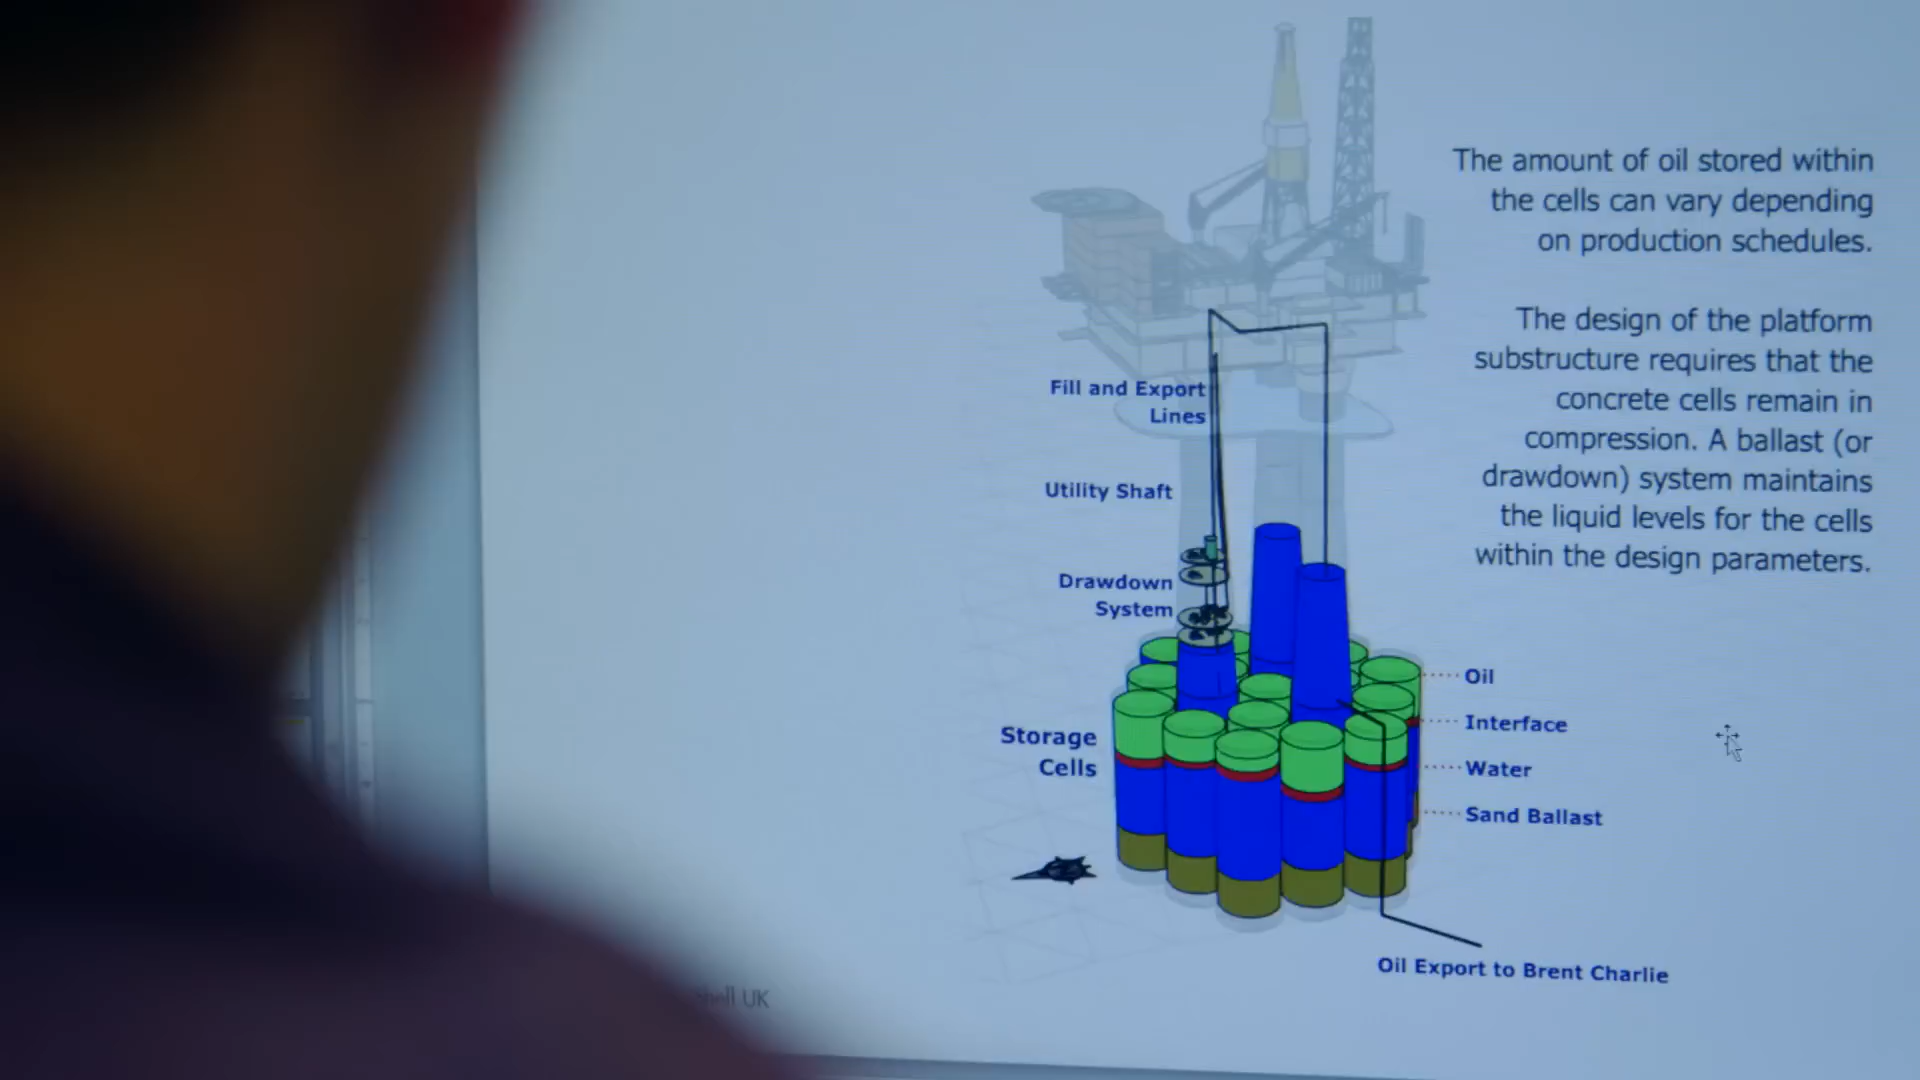 The amount of oil stored within
the cells can vary depending
on production schedules.
The design of the platform
substructure requires that the
concrete cells remain in
compression. A ballast (or
drawdown) system maintains
the liquid levels for the cells
within the design parameters.
Fill and Export
Lines
Utility Shaft
Drawdown
System
Storage
Cells
Oil
Interface
Water
Sand Ballast
Oil Export to Brent Charlie
UK